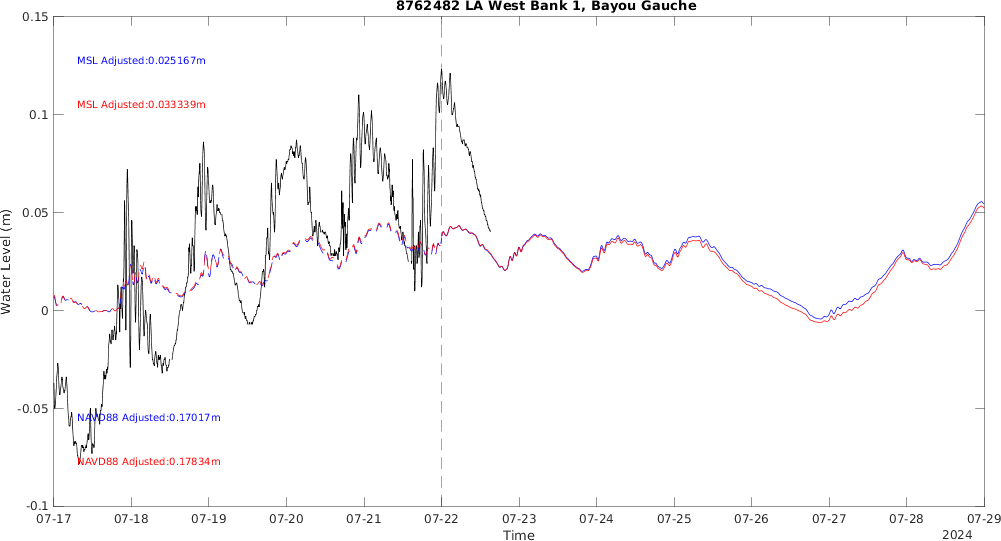 8762482 LA West Bank 1, Bayou Gauche
0.15
MSL Adjusted:0.025167m
MSL Adjusted:0.033339m
0.1
0.05
Water Level (m)
0
-0.05
NAVD88 Adjusted:0.17017m
NAVD88 Adjusted:0.17834m
-0.1
07-17 07-18 07-19 07-20 07-21 07-22 07-23 07-24 07-25 07-26 07-27 07-28 07-29
Time
2024